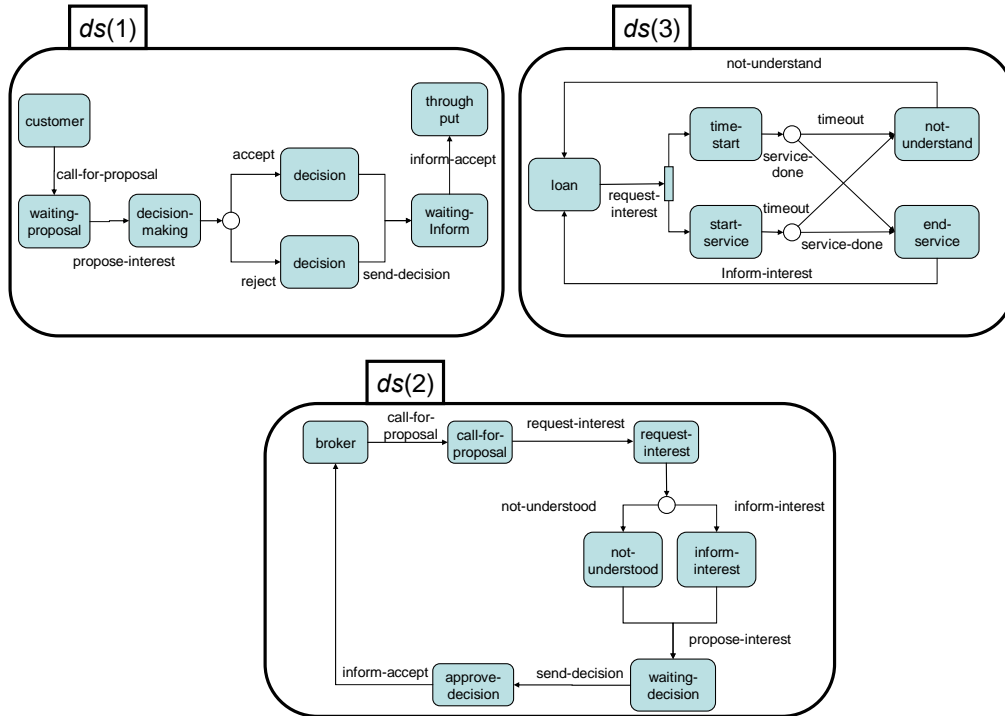 ds(1)
customer
call-for-proposal
waiting-
proposal
decision-
making
propose-interest
accept
decision
reject
decision
send-decision
through
put
inform-accept
waiting-
Inform
ds(3)
not-understand
loan
request-
interest
time-
start
service-
done
timeout
not-
understand
start-
service
timeout
service-done
end-
service
Inform-interest
ds(2)
broker
call-for-
proposal
call-for-
proposal
request-interest
request-
interest
not-understood
inform-interest
not-
understood
inform-
interest
propose-interest
waiting-
decision
send-decision
approve-
decision
inform-accept